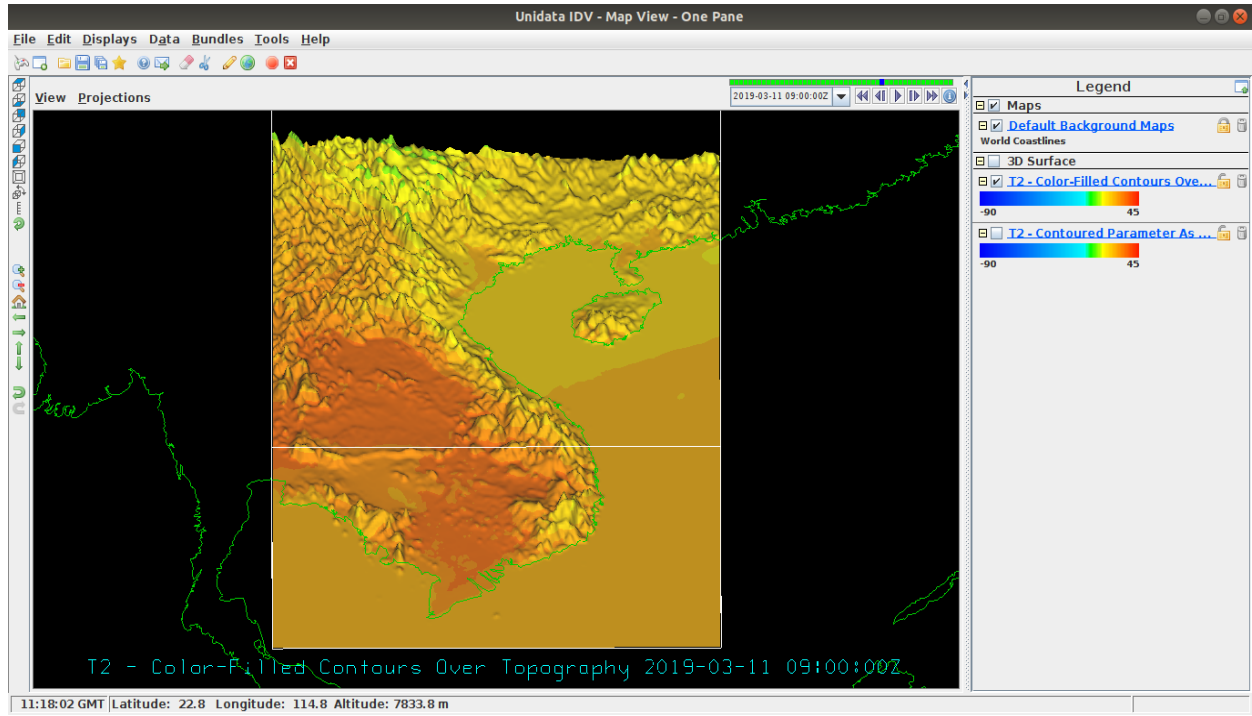 Unidata IDV - Map View - One Pane
File Edit Displays Data Bundles Tools Help
View Projections
2019-03-11 09:00:00Z
Legend
Maps
Default Background Maps
World Coastlines
3D Surface
T2 - Color-Filled Contours Ove...
-90 45
T2 - Contoured Parameter As ...
-90 45
T2 - Color-Filled Contours Over Topography 2019-03-11 09:00:00Z
11:18:02 GMT Latitude: 22.8 Longitude: 114.8 Altitude: 7833.8 m